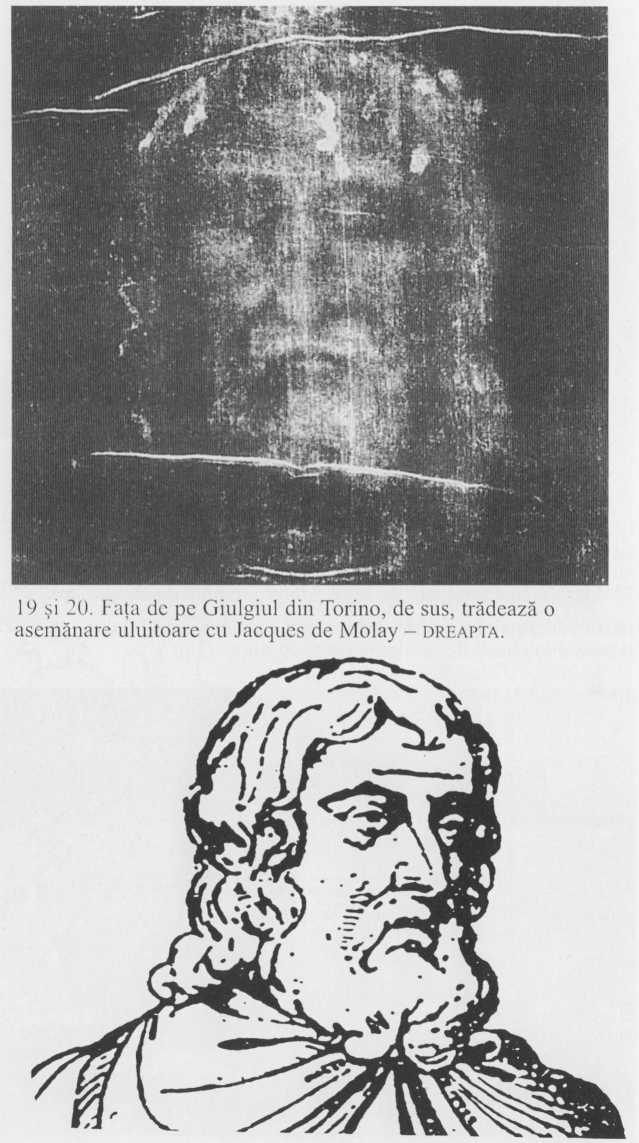 19 și 20. Fața de pe Giulgiul din Torino, de sus, trădează o
asemănare uluitoare cu Jacques de Molay – DREAPTA.